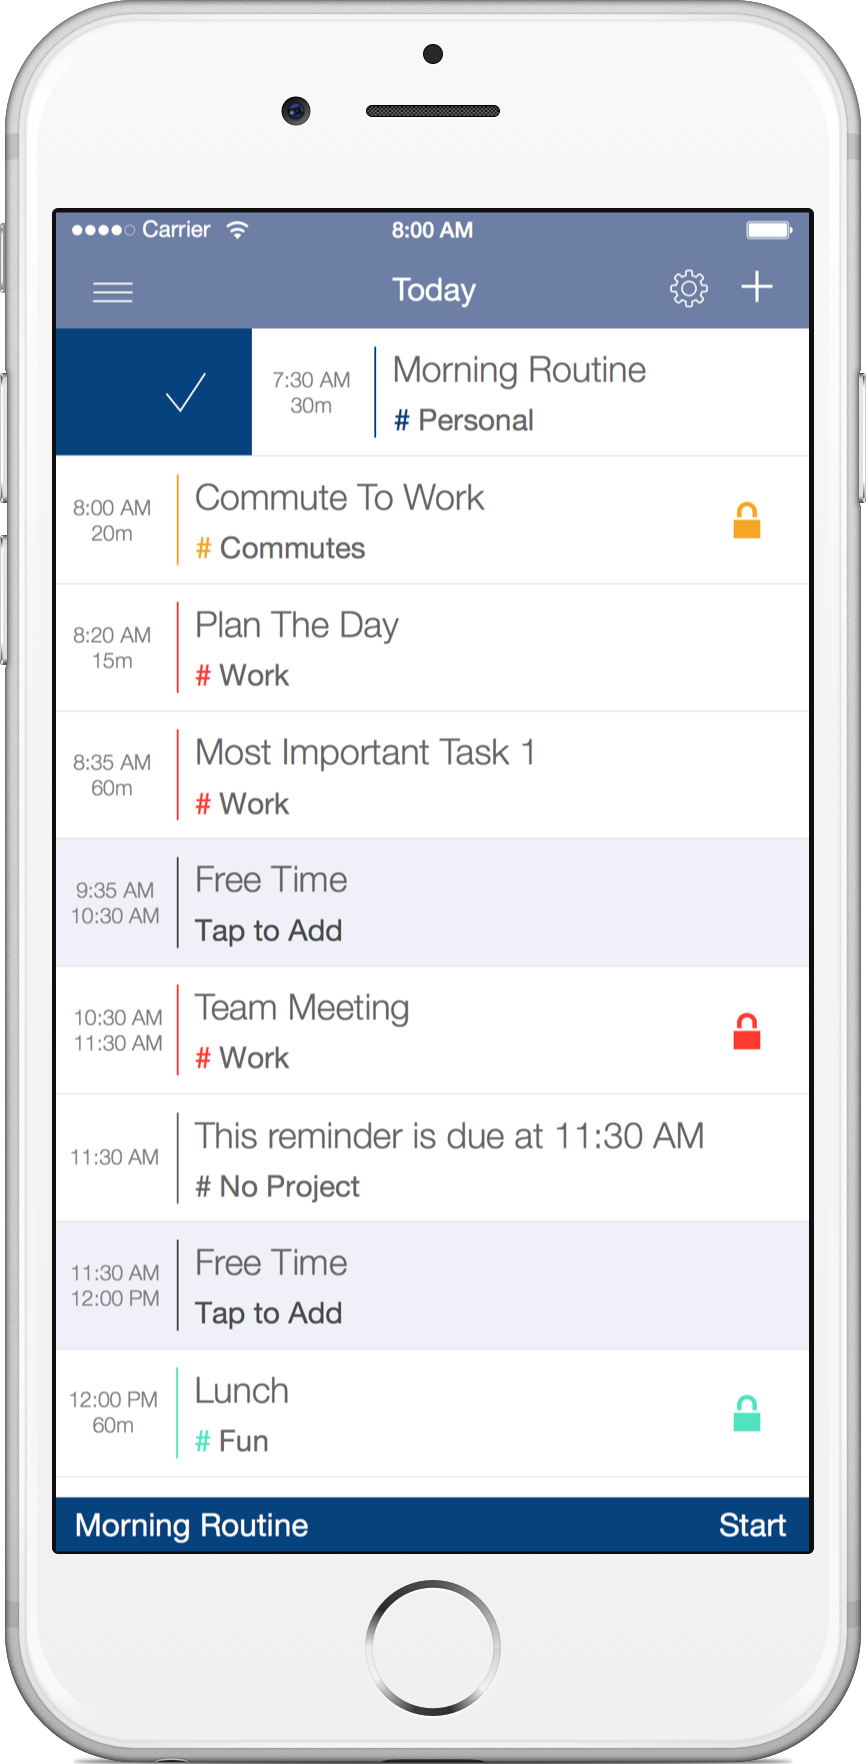 Carrier 8:00 AM
Today
7:30 AM
30m
Morning Routine
# Personal
8:00 AM
20m
Commute To Work
# Commutes
8:20 AM
15m
Plan The Day
# Work
8:35 AM
60m
Most Important Task 1
# Work
9:35 AM
10:30 AM
Free Time
Tap to Add
10:30 AM
11:30 AM
Team Meeting
# Work
11:30 AM
This reminder is due at 11:30 AM
# No Project
11:30 AM
12:00 PM
Free Time
Tap to Add
12:00 PM
60m
Lunch
# Fun
Morning Routine Start